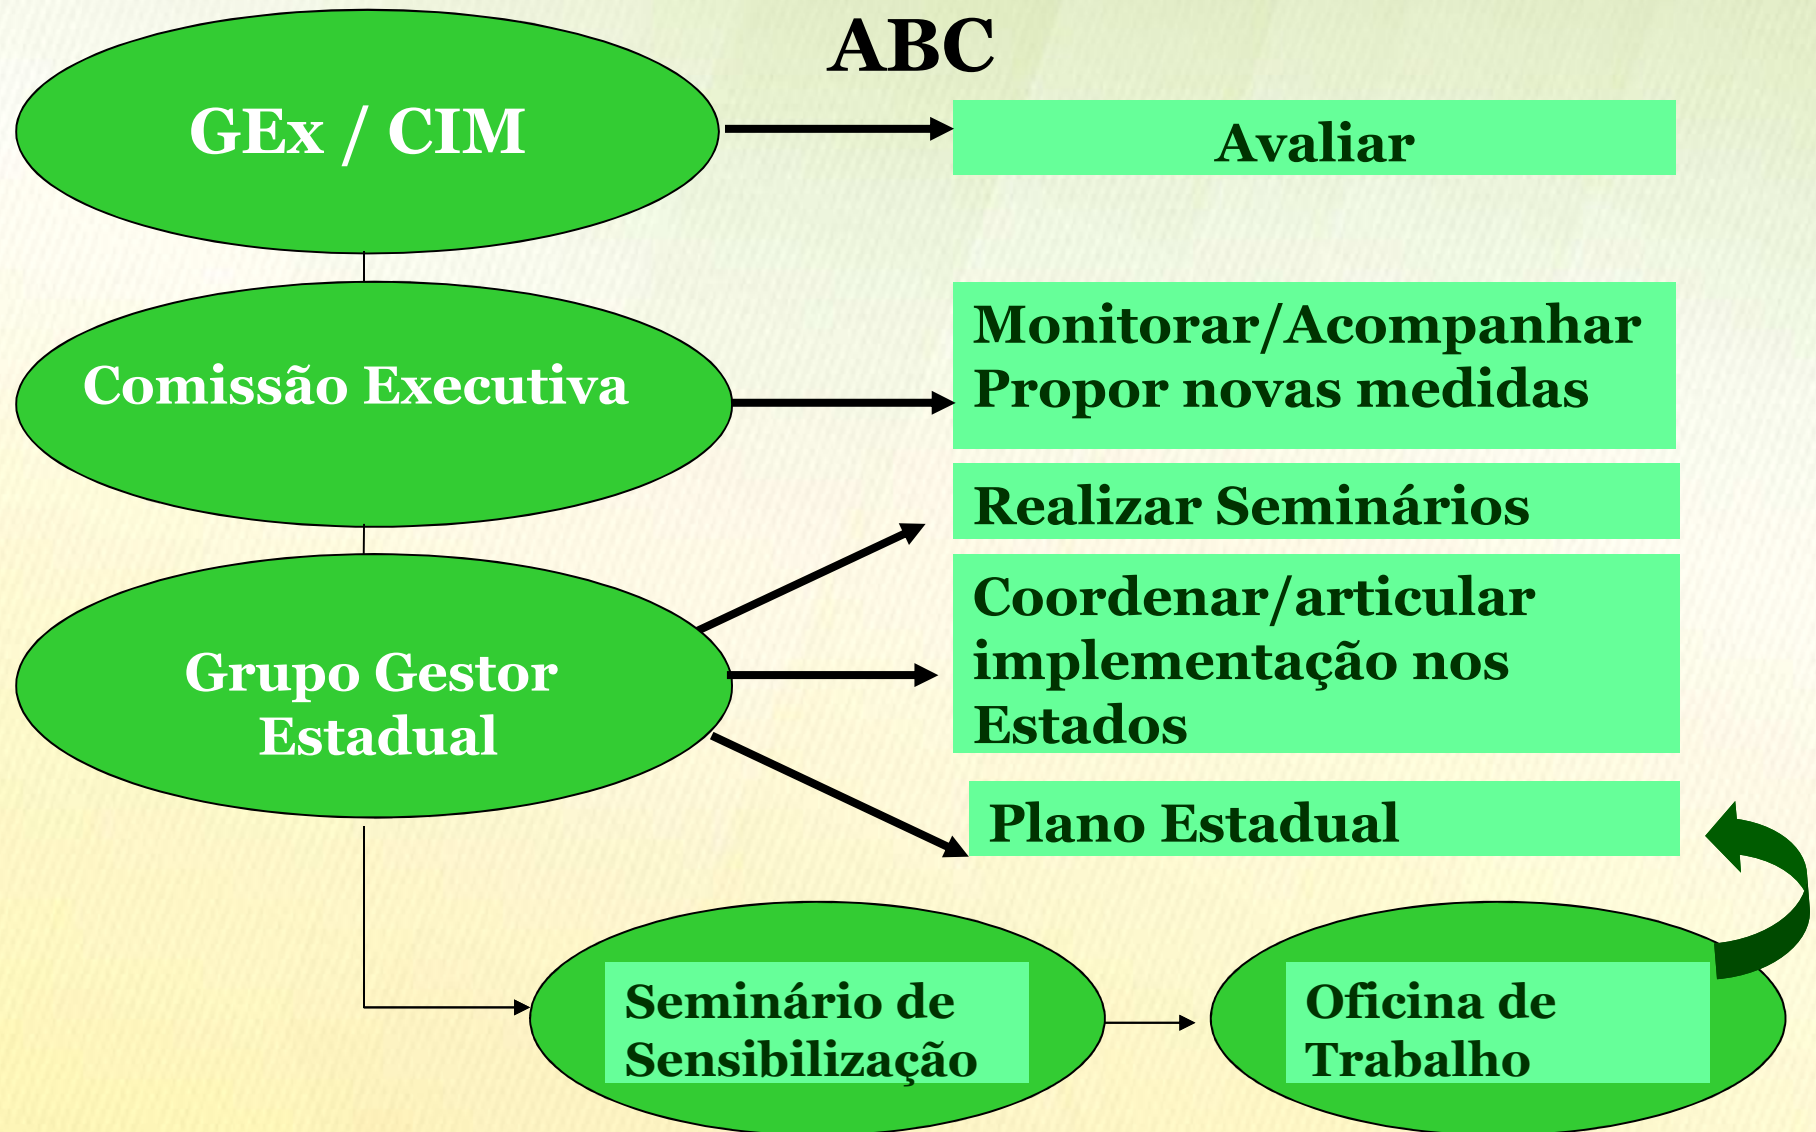 ABC
GEx / CIM
Avaliar
Comissão Executiva
Monitorar/Acompanhar
Propor novas medidas
Grupo Gestor
Estadual
Realizar Seminários
Coordenar/articular
implementação nos
Estados
Plano Estadual
Seminário de
Sensibilização
Oficina de
Trabalho